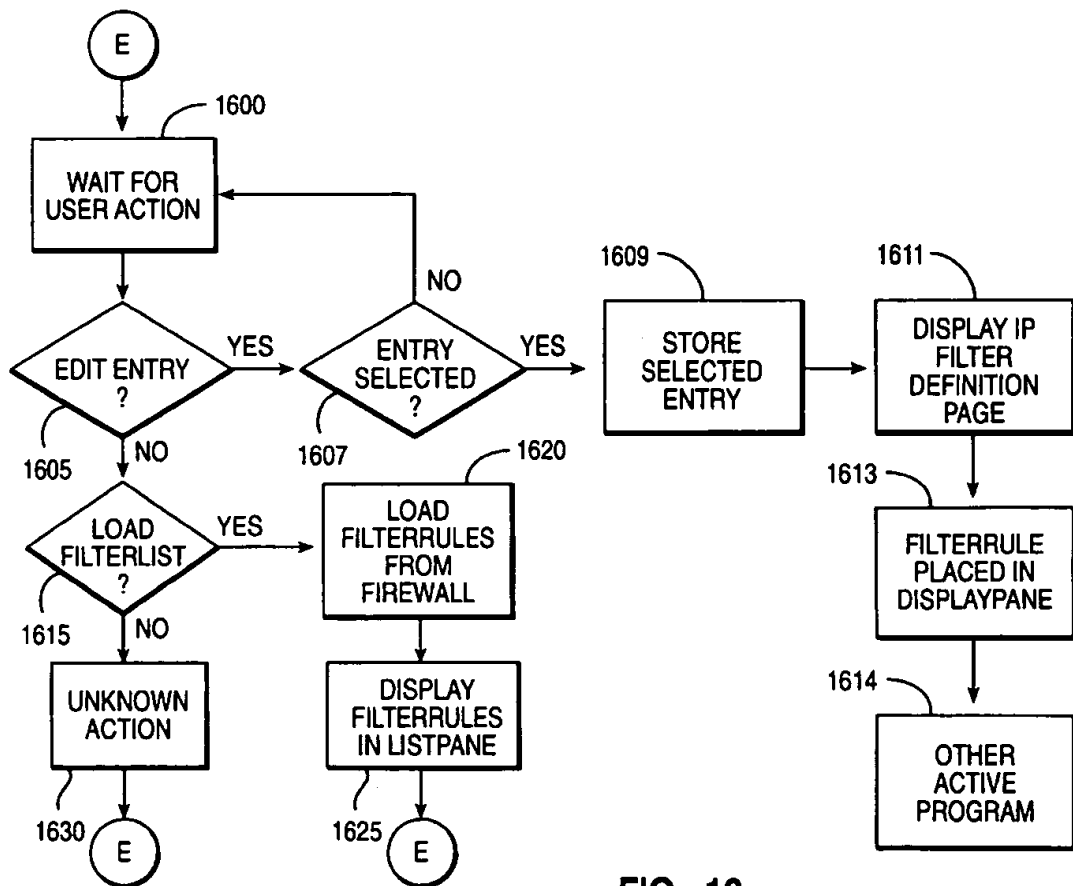 E
1600
WAIT FOR
USER ACTION
NO
1609
1611
EDIT ENTRY
?
YES
ENTRY
SELECTED
?
YES
STORE
SELECTED
ENTRY
DISPLAY IP
FILTER
DEFINITION
PAGE
1605
NO
1607
1620
1613
LOAD
FILTERLIST
?
YES
LOAD
FILTERRULES
FROM
FIREWALL
FILTERRULE
PLACED IN
DISPLAYPANE
1615
NO
UNKNOWN
ACTION
DISPLAY
FILTERRULES
IN LISTPANE
1614
OTHER
ACTIVE
PROGRAM
1630
E
1625
E